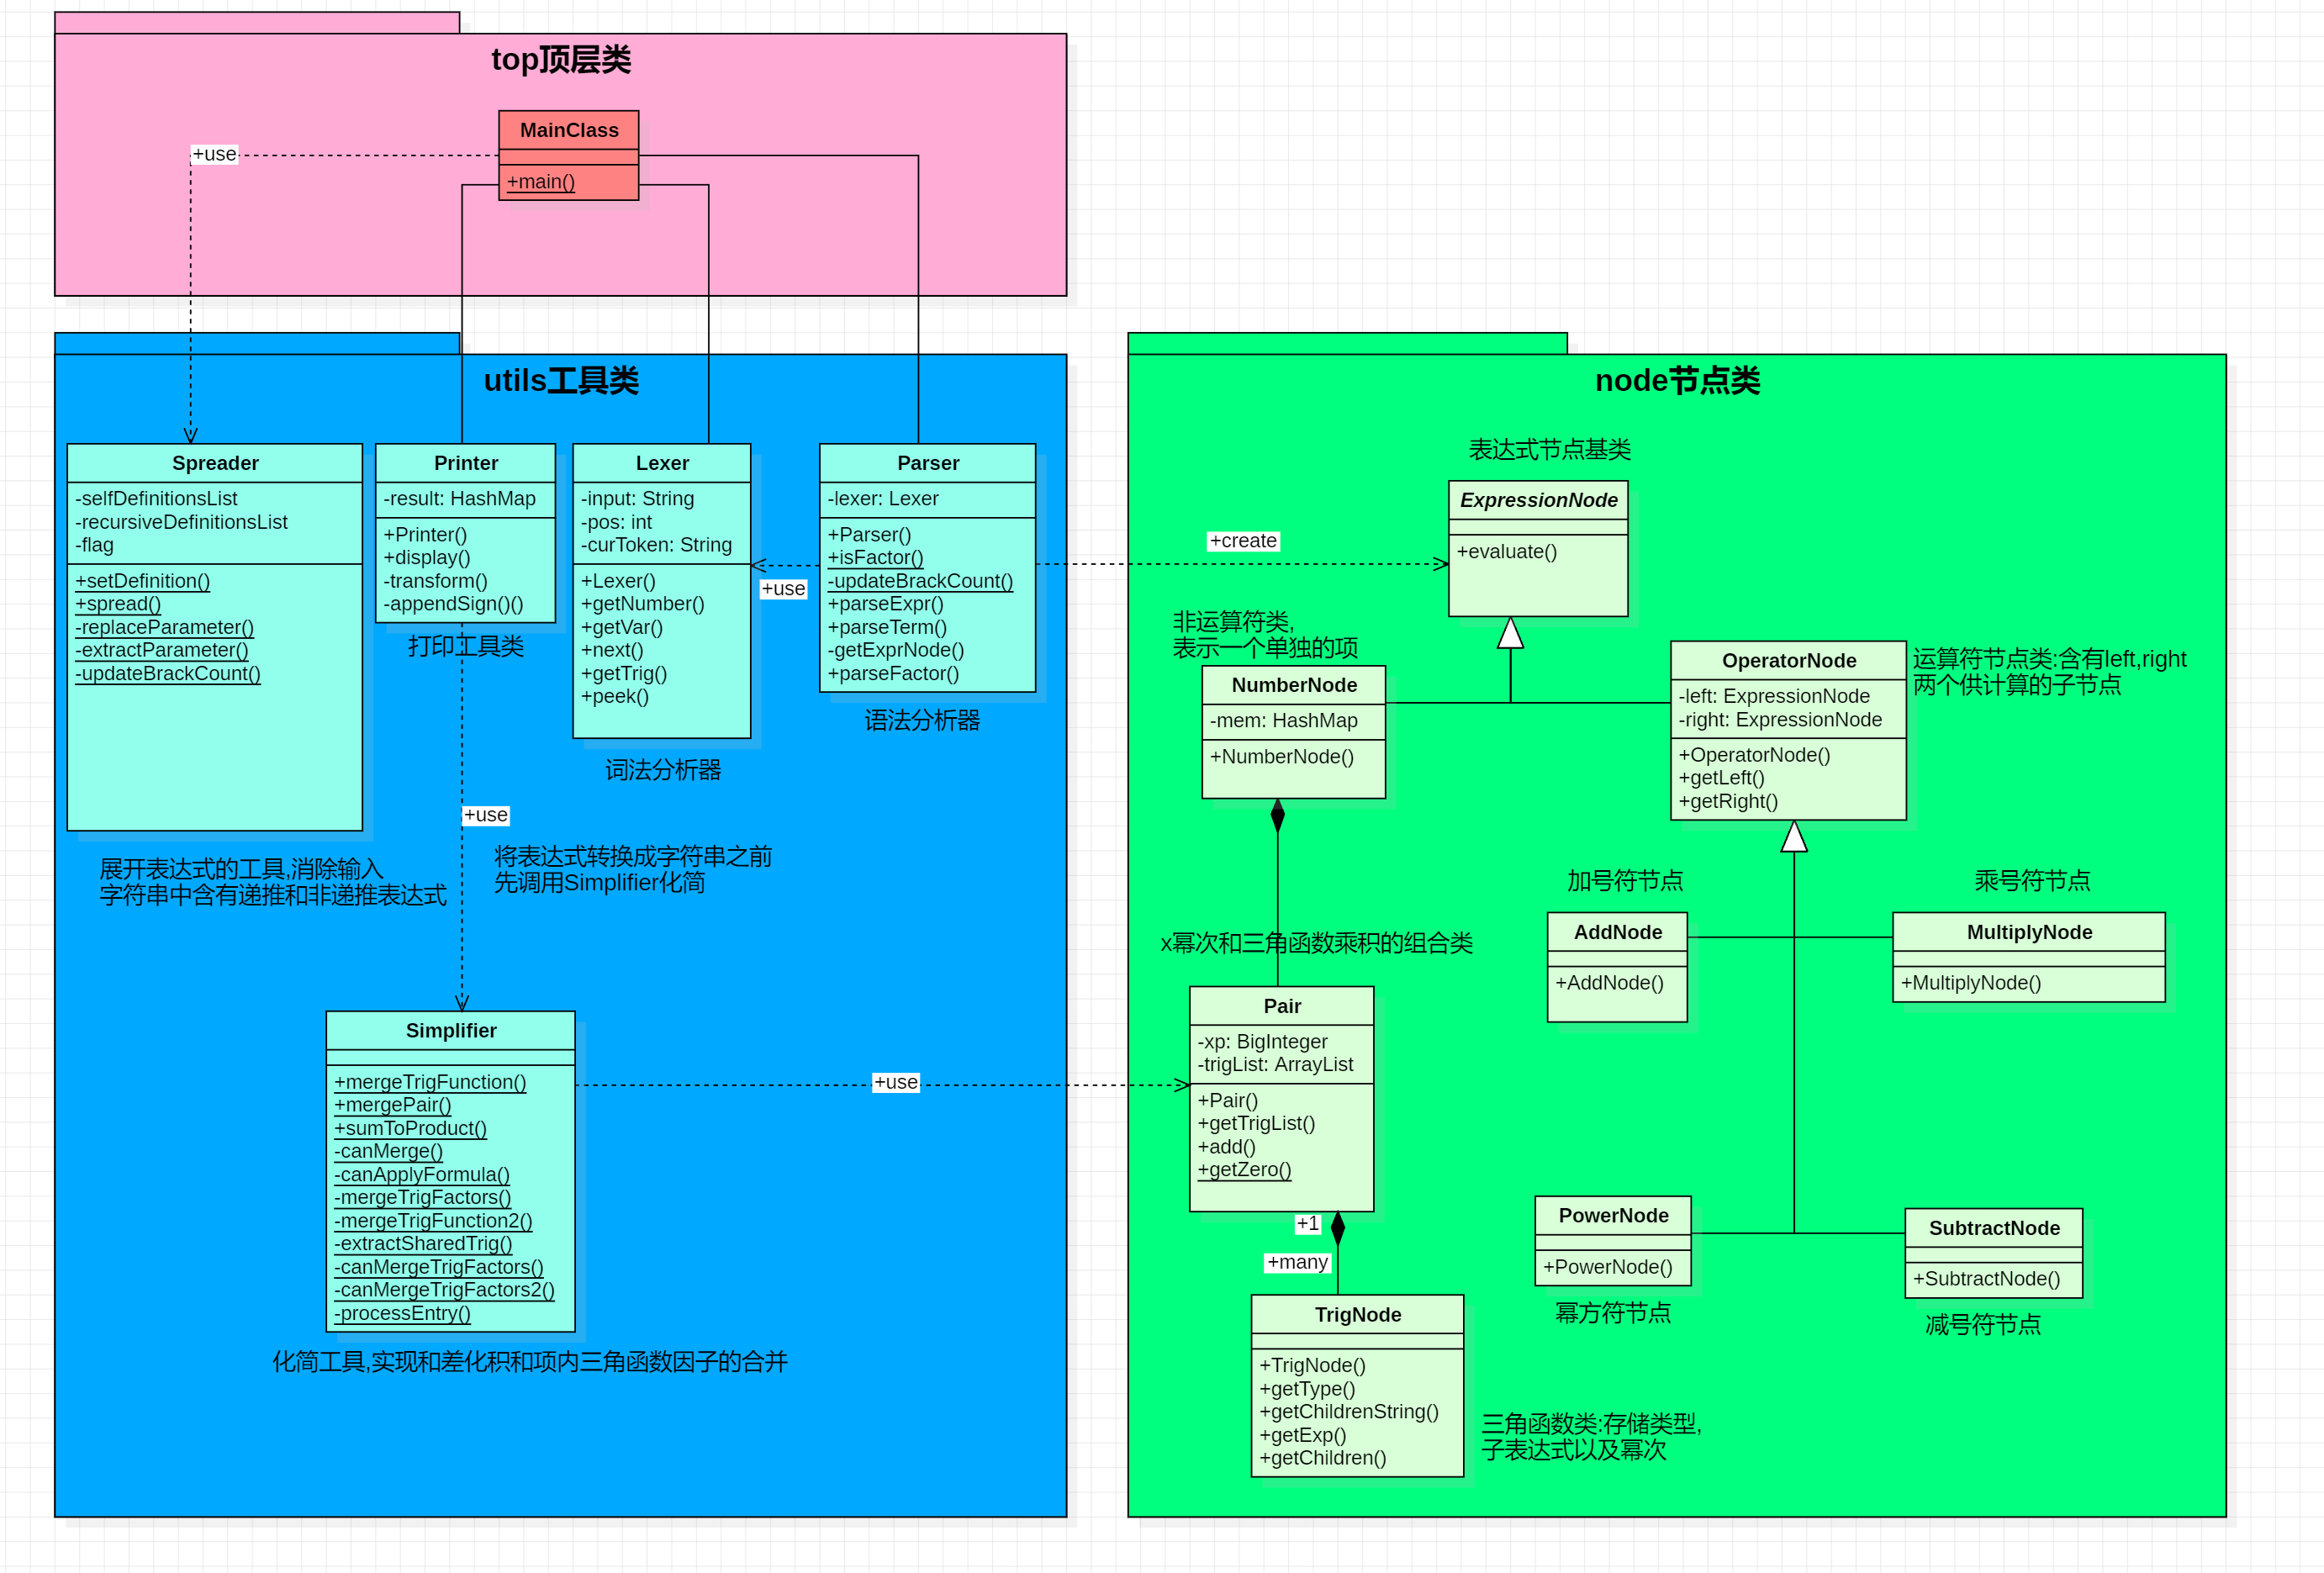 top顶层类
MainClass
+use
+main()
utils工具类
Spreader
-selfDefinitionsList
-recursiveDefinitionsList
-flag
+setDefinition()
+spread()
-replaceParameter()
-extractParameter()
-updateBrackCount()
展开表达式的工具,消除输入
字符串中含有递推和非递推表达式
Printer
-result: HashMap
+Printer()
+display()
-transform()
-appendSign()()
打印工具类
+use
将表达式转换成字符串之前
先调用Simplifier化简
Lexer
-input: String
-pos: int
-curToken: String
+Lexer()
+getNumber()
+getVar()
+next()
+getTrig()
+peek()
词法分析器
+use
Parser
-lexer: Lexer
+Parser()
+isFactor()
-updateBrackCount()
+parseExpr()
+parseTerm()
-getExprNode()
+parseFactor()
语法分析器
+create
Simplifier
+mergeTrigFunction()
+mergePair()
+sumToProduct()
-canMerge()
-canApplyFormula()
-mergeTrigFactors()
-mergeTrigFunction2()
-extractSharedTrig()
-canMergeTrigFactors()
-canMergeTrigFactors2()
-processEntry()
化简工具,实现和差化积和项内三角函数因子的合并
+use
node节点类
表达式节点基类
ExpressionNode
+evaluate()
非运算符类,
表示一个单独的项
NumberNode
-mem: HashMap
+NumberNode()
OperatorNode
-left: ExpressionNode
-right: ExpressionNode
+OperatorNode()
+getLeft()
+getRight()
运算符节点类:含有left,right
两个供计算的子节点
x幂次和三角函数乘积的组合类
Pair
-xp: BigInteger
-trigList: ArrayList
+Pair()
+getTrigList()
+add()
+getZero()
+1
+many
TrigNode
+TrigNode()
+getType()
+getChildrenString()
+getExp()
+getChildren()
三角函数类:存储类型,
子表达式以及幂次
加号符节点
AddNode
+AddNode()
乘号符节点
MultiplyNode
+MultiplyNode()
PowerNode
+PowerNode()
幂方符节点
SubtractNode
+SubtractNode()
减号符节点